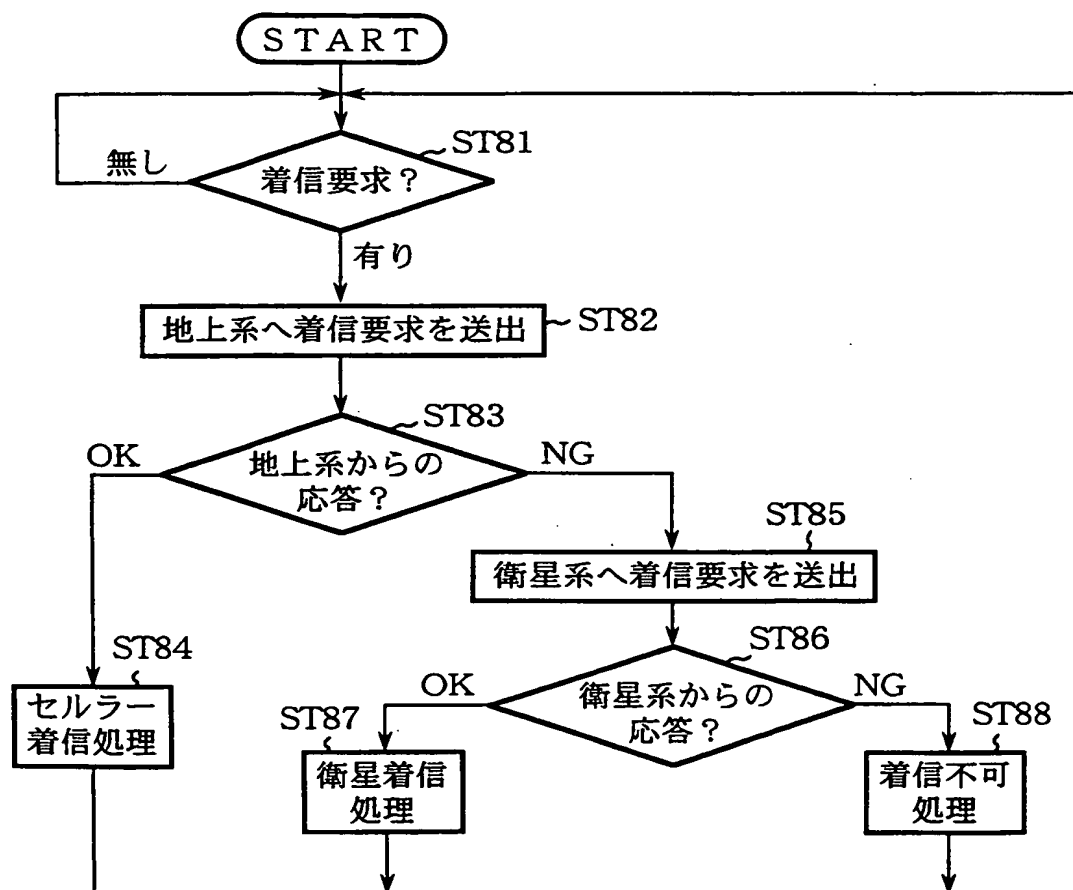 START
ST81
無し
着信要求？
有り
地上系へ着信要求を送出
ST82
ST83
OK
地上系からの
応答？
NG
ST85
衛星系へ着信要求を送出
ST84
セルラー
着信処理
ST86
OK
衛星系からの
応答？
NG
ST87
衛星着信
処理
ST88
着信不可
処理